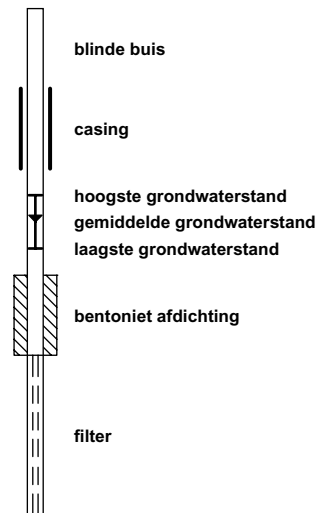 blinde buis
casing
hoogste grondwaterstand
gemiddelde grondwaterstand
laagste grondwaterstand
bentoniet afdichting
filter